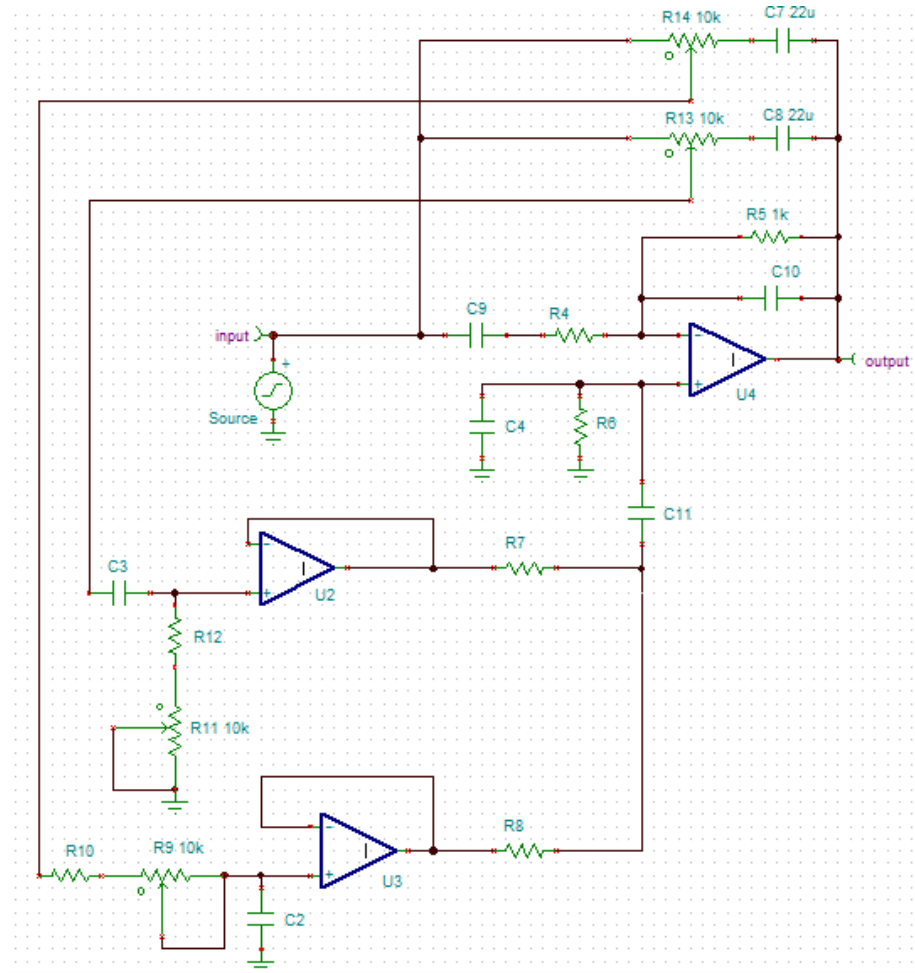 R14 10k
C7 22u
R13 10k
C8 22u
R5 1k
C10
C9
R4
input
+
Source
-
+
I
U4
output
C4
R6
C11
C3
-
+
I
U2
R7
R12
R11 10k
R10
R9 10k
-
+
I
U3
R8
C2